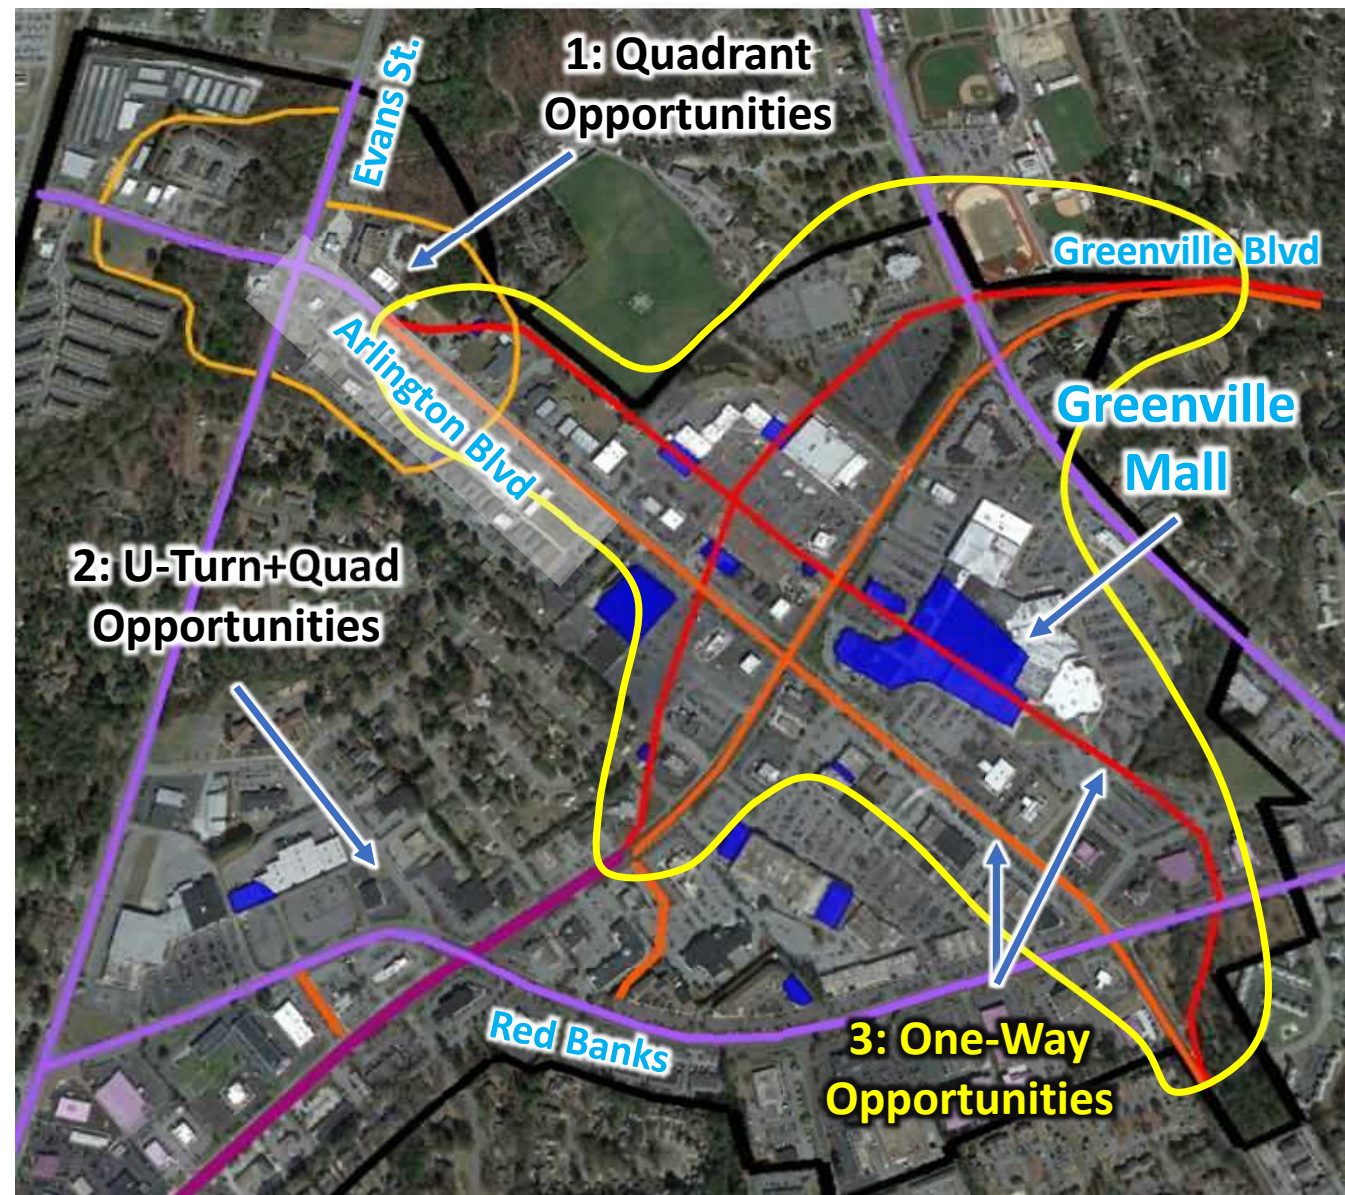 Evans St.
1: Quadrant
Opportunities
Greenville Blvd
Arlington Blvd
Greenville
Mall
2: U-Turn+Quad
Opportunities
Red Banks
3: One-Way
Opportunities